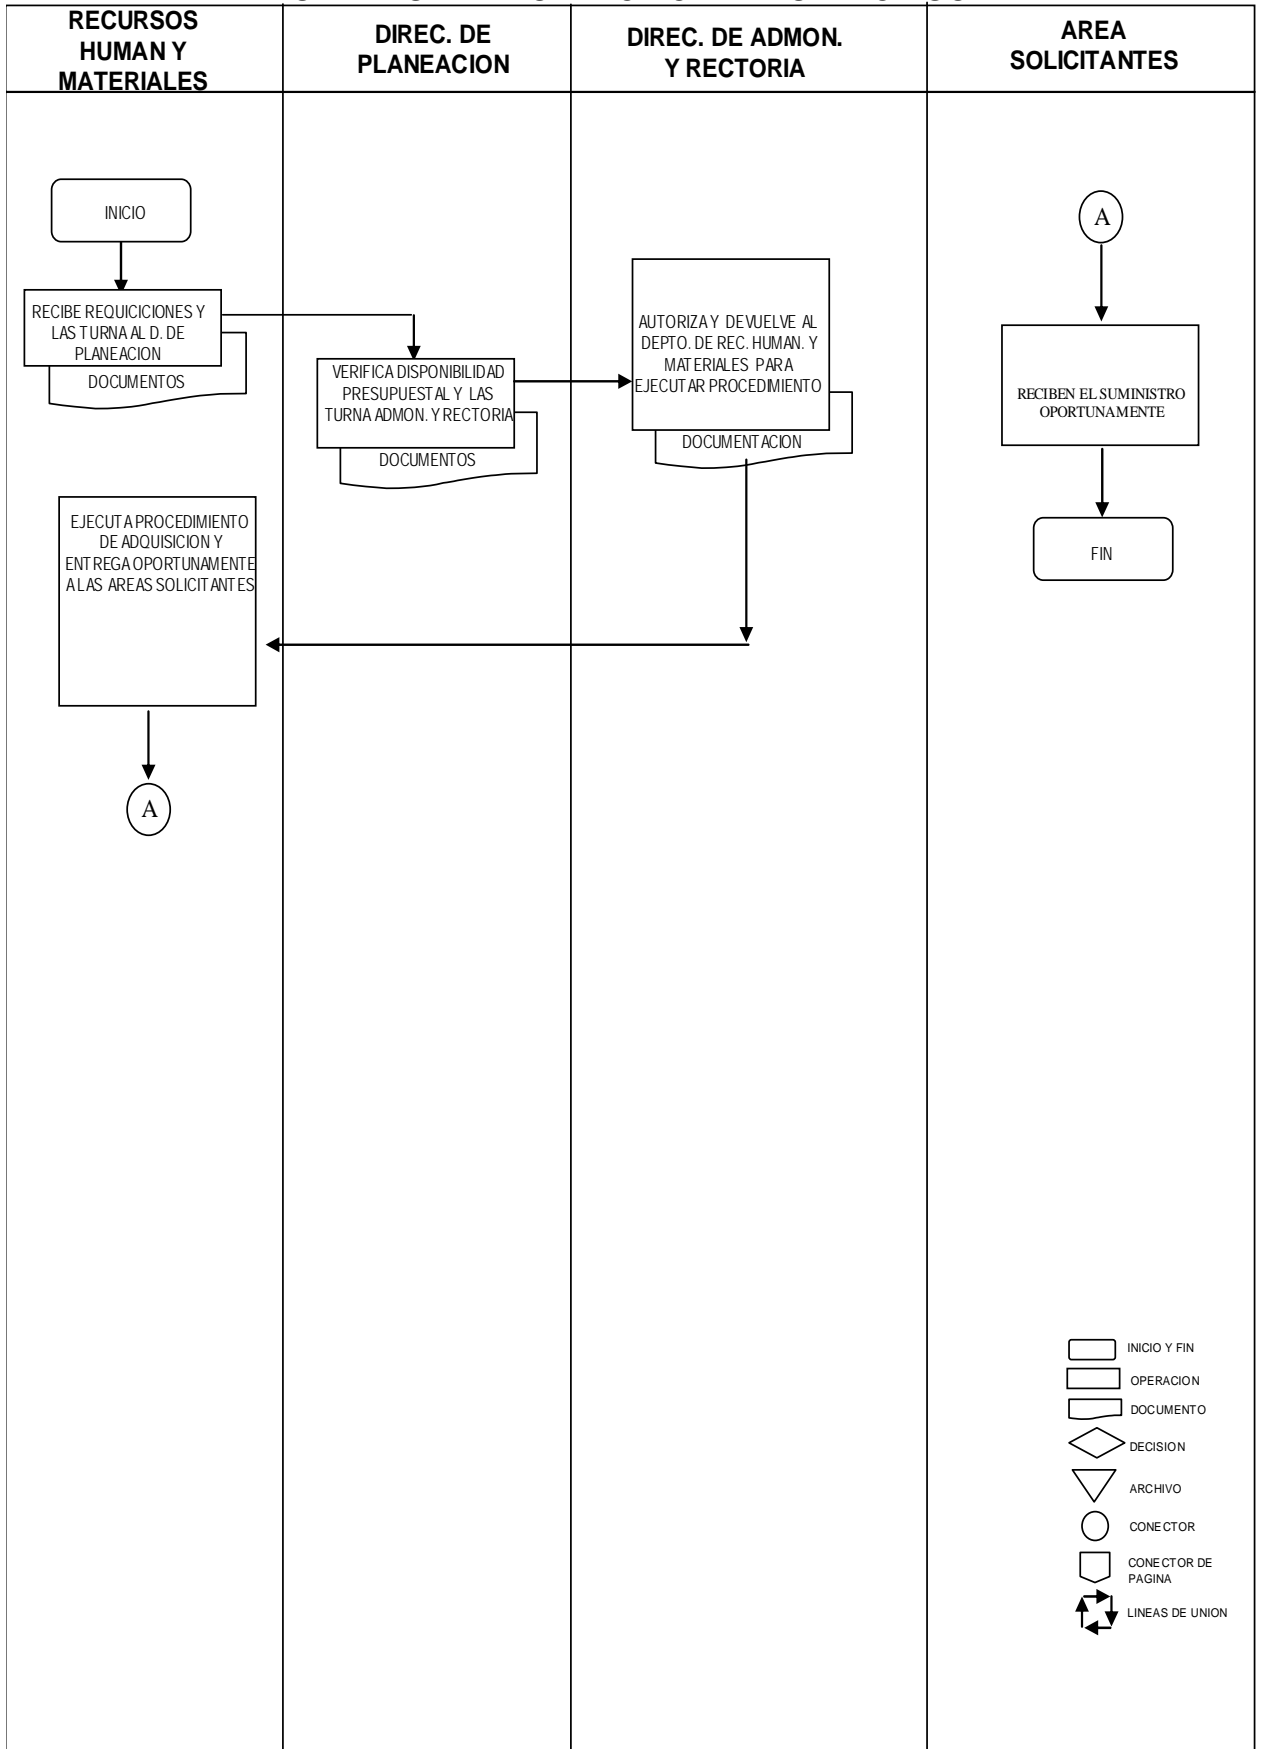 RECURSOS
HUMAN Y
MATERIALES
DIREC. DE
PLANEACION
DIREC. DE ADMON.
Y RECTORIA
AREA
SOLICITANTES
INICIO
RECIBE REQUICICIONES Y
LAS TURNA AL D. DE
PLANEACION
DOCUMENTOS
VERIFICA DISPONIBILIDAD
PRESUPUESTAL Y LAS
TURNA ADMON. Y RECTORIA
DOCUMENTOS
AUTORIZA Y DEVUELVE AL
DEPTO. DE REC. HUMAN. Y
MATERIALES PARA
EJECUTAR PROCEDIMIENTO
DOCUMENTACION
EJECUTA PROCEDIMIENTO
DE ADQUISICION Y
ENTREGA OPORTUNAMENTE
A LAS AREAS SOLICITANTES
A
A
RECIBEN EL SUMINISTRO
OPORTUNAMENTE
FIN
INICIO Y FIN
OPERACION
DOCUMENTO
DECISION
ARCHIVO
CONECTOR
CONECTOR DE
PAGINA
LINEAS DE UNION